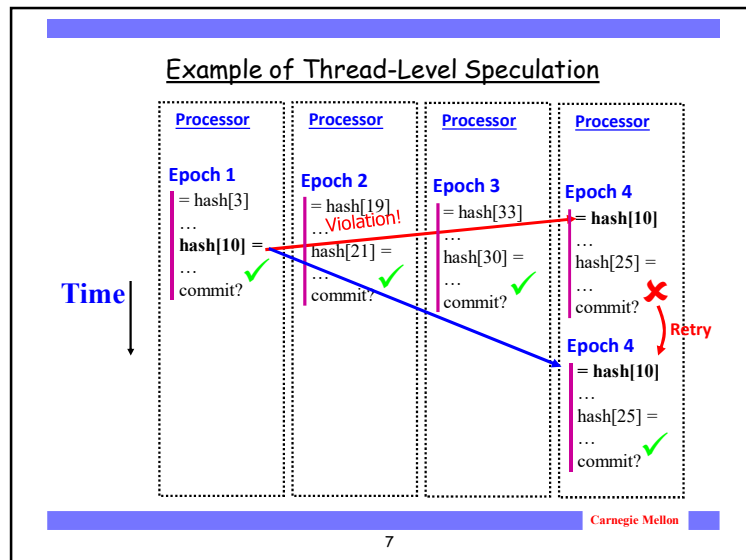 Example of Thread-Level Speculation
Processor
Epoch 1
= hash[3]
…
hash[10] =
…
commit?
Processor
Epoch 2
= hash[19]
…
hash[21] =
…
commit?
Violation!
Processor
Epoch 3
= hash[33]
…
hash[30] =
…
commit?
Processor
Epoch 4
= hash[10]
…
hash[25] =
…
commit?
Retry
Epoch 4
= hash[10]
…
hash[25] =
…
commit?
Time
Carnegie Mellon
7